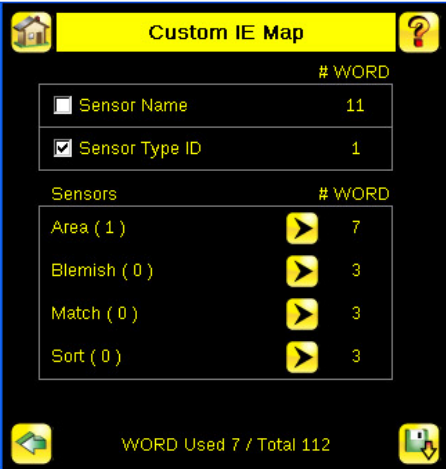 Custom IE Map
# WORD
Sensor Name 11
Sensor Type ID 1
Sensors # WORD
Area ( 1 ) 7
Blemish ( 0 ) 3
Match ( 0 ) 3
Sort ( 0 ) 3
WORD Used 7 / Total 112